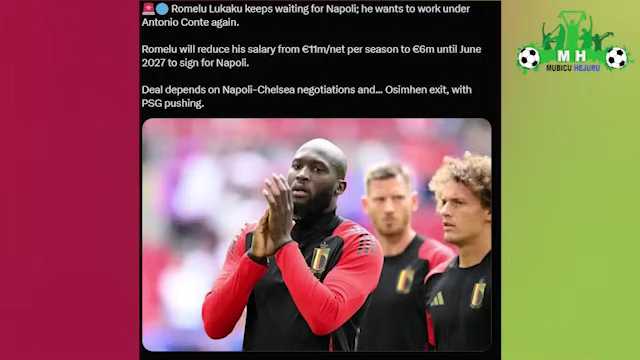 🚨🔵 Romelu Lukaku keeps waiting for Napoli; he wants to work under
Antonio Conte again.
Romelu will reduce his salary from €11m/net per season to €6m until June
2027 to sign for Napoli.
Deal depends on Napoli-Chelsea negotiations and... Osimhen exit, with
PSG pushing.
M H
MUBICU HEJURU